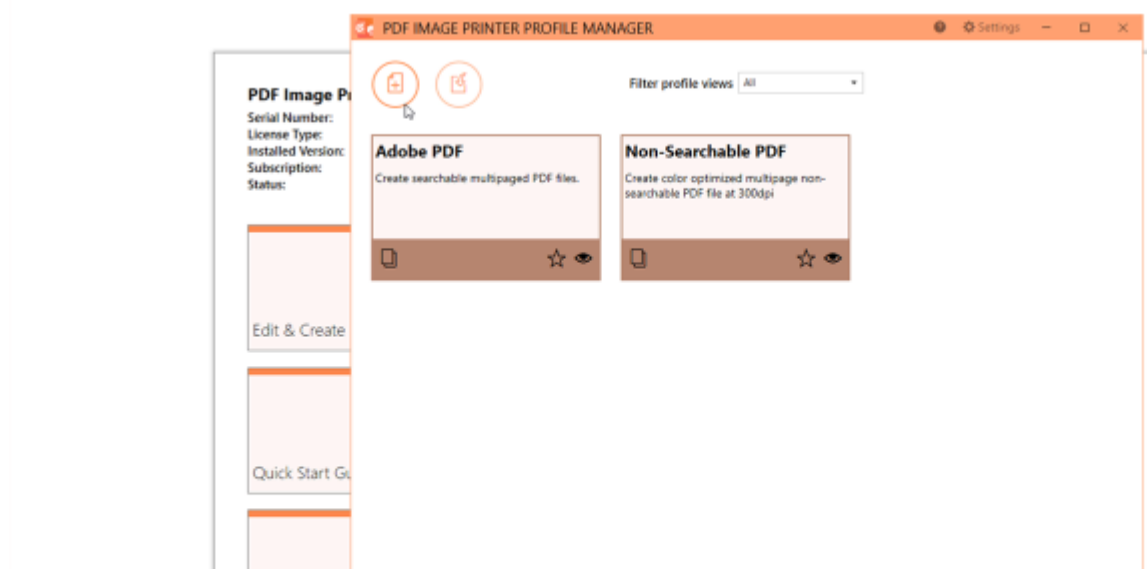 PDF IMAGE PRINTER PROFILE MANAGER
Settings
Filter profile views All
PDF Image
Serial Number:
License Type:
Installed Version:
Subscription:
Status:
Adobe PDF
Create searchable multipaged PDF files.
Non-Searchable PDF
Create color optimized multipage non-
searchable PDF file at 300dpi
Edit & Create
Quick Start